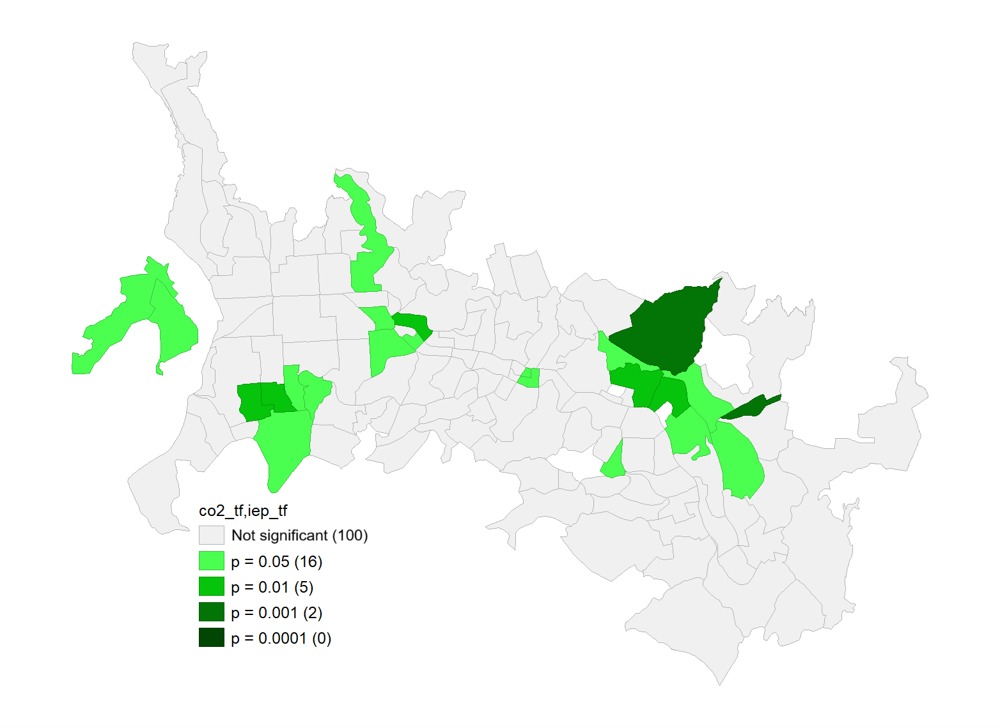 co2_tf,iep_tf
Not significant (100)
p = 0.05 (16)
p = 0.01 (5)
p = 0.001 (2)
p = 0.0001 (0)